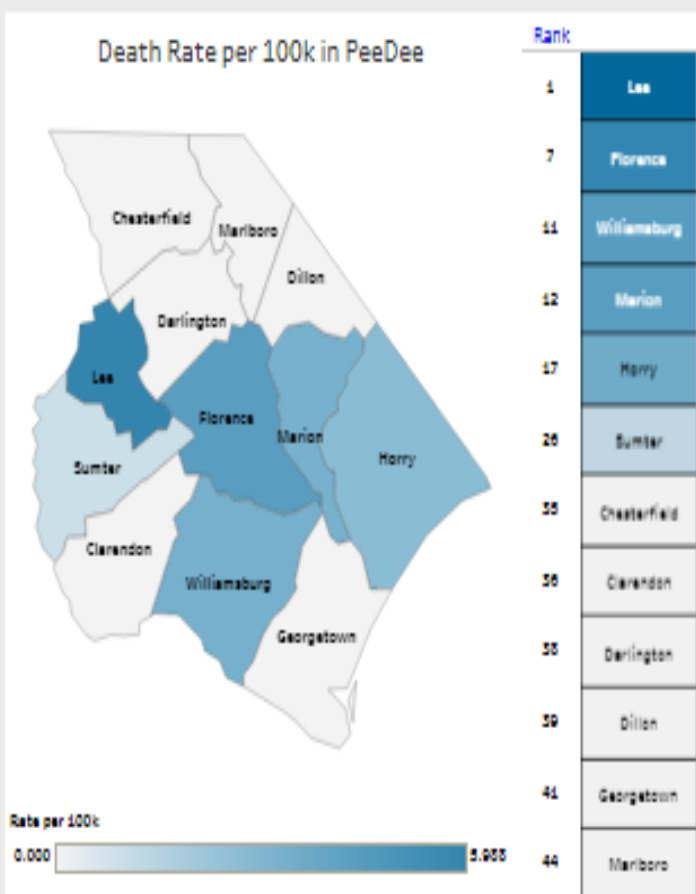 Death Rate per 100k in PeeDee
Chesterfield
Marlboro
Dillon
Darlington
Lee
Florence
Marion
Horry
Sumter
Clarendon
Williamsburg
Georgetown
Rate per 100k
0.000
Rank
1 Lee
7 Florence
11 Williamsburg
12 Marion
17 Horry
26 Sumter
35 Chesterfield
36 Clarendon
38 Darlington
39 Dillon
41 Georgetown
44 Marlboro